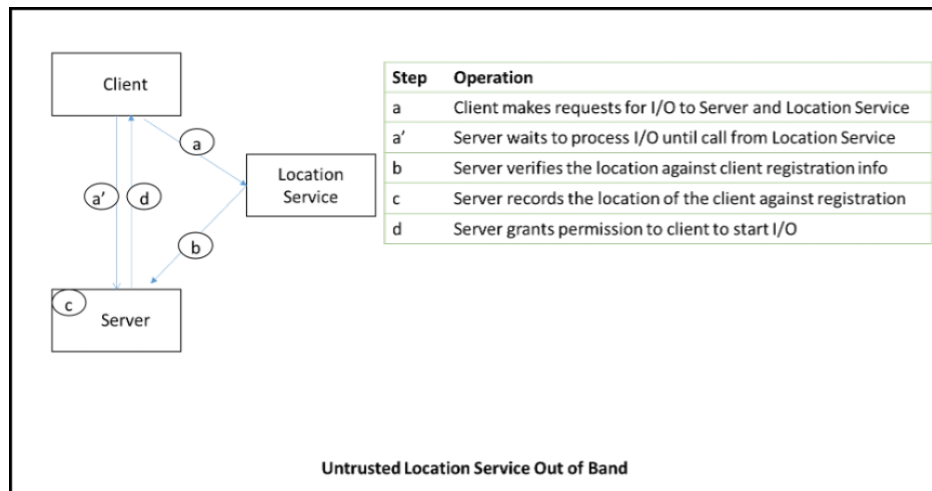 Client
a
Location
Service
a’
d
b
c
Server
Step Operation
a Client makes requests for I/O to Server and Location Service
a’ Server waits to process I/O until call from Location Service
b Server verifies the location against client registration info
c Server records the location of the client against registration
d Server grants permission to client to start I/O
Untrusted Location Service Out of Band